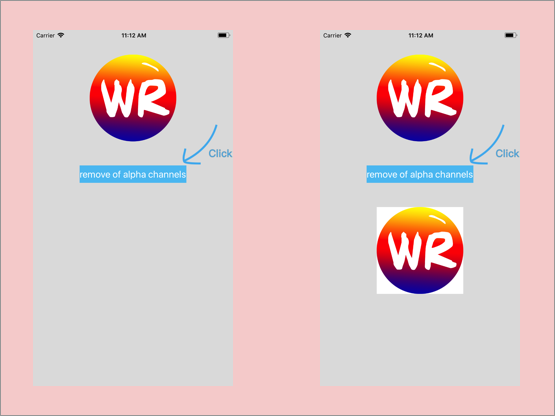 Carrier 11:12 AM
WR
Click
remove of alpha channels
Carrier 11:12 AM
WR
Click
remove of alpha channels
WR